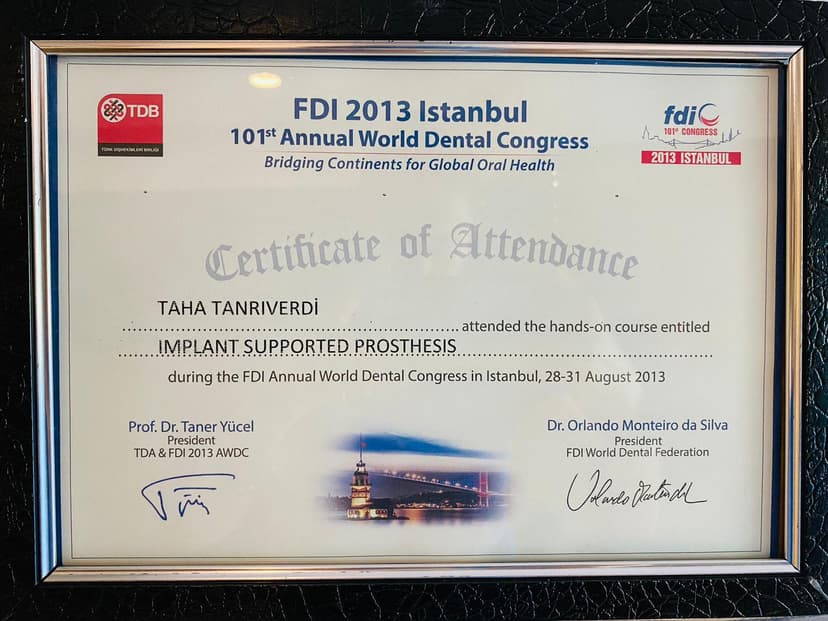 TDB
TÜRK DİŞHEKİMLERİ BİRLİĞİ
FDI 2013 Istanbul
101st Annual World Dental Congress
Bridging Continents for Global Oral Health
fdi
101st CONGRESS
2013 ISTANBUL
Certificate of Attendance
TAHA TANRIVERDİ
attended the hands-on course entitled
IMPLANT SUPPORTED PROSTHESIS
during the FDI Annual World Dental Congress in Istanbul, 28-31 August 2013
Prof. Dr. Taner Yücel
President
TDA & FDI 2013 AWDC
Dr. Orlando Monteiro da Silva
President
FDI World Dental Federation